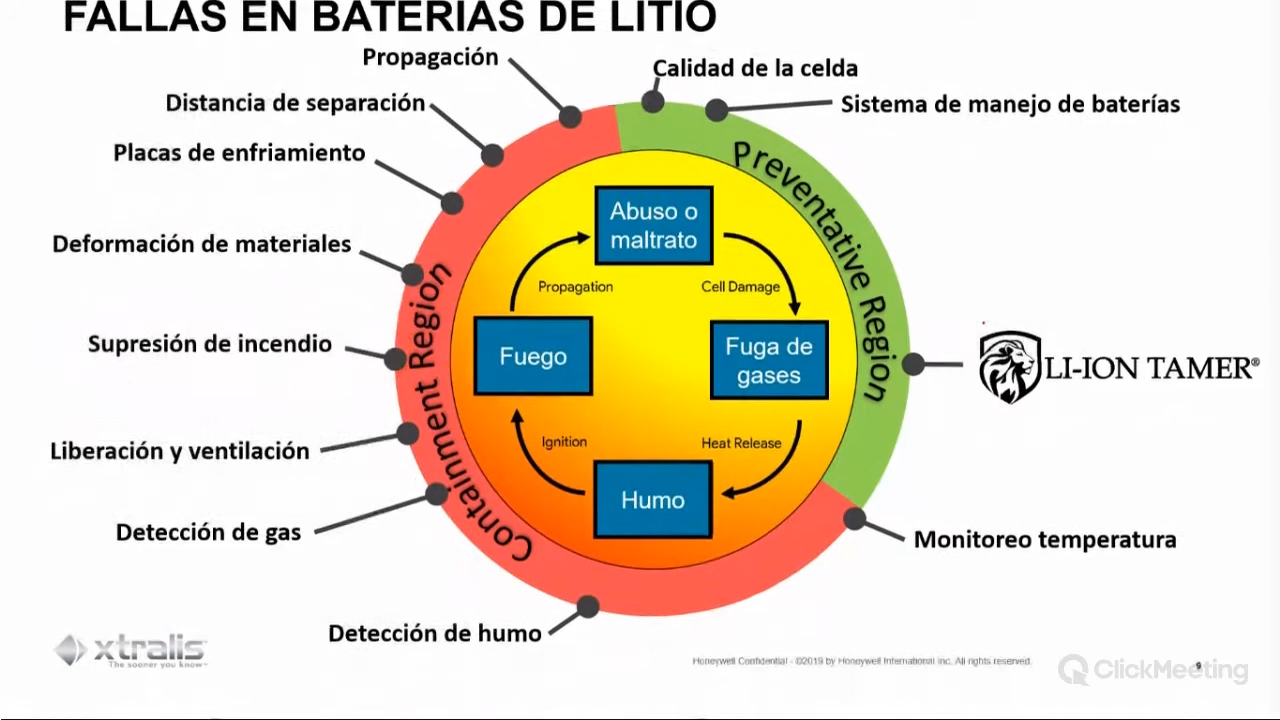 FALLAS EN BATERIAS DE LITIO
Propagación
Calidad de la celda
Distancia de separación
Sistema de manejo de baterías
Placas de enfriamiento
Preventative Region
Abuso o
maltrato
Deformación de materiales
Propagation
Cell Damage
Containment Region
Supresión de incendio
Fuego
Fuga de
gases
LI-ION TAMER®
Ignition
Heat Release
Liberación y ventilación
Humo
Detección de gas
Monitoreo temperatura
Detección de humo
xtralis™
The sooner you know™
Honeywell Confidential - ©2019 by Honeywell International Inc. All rights reserved.
9
ClickMeeting